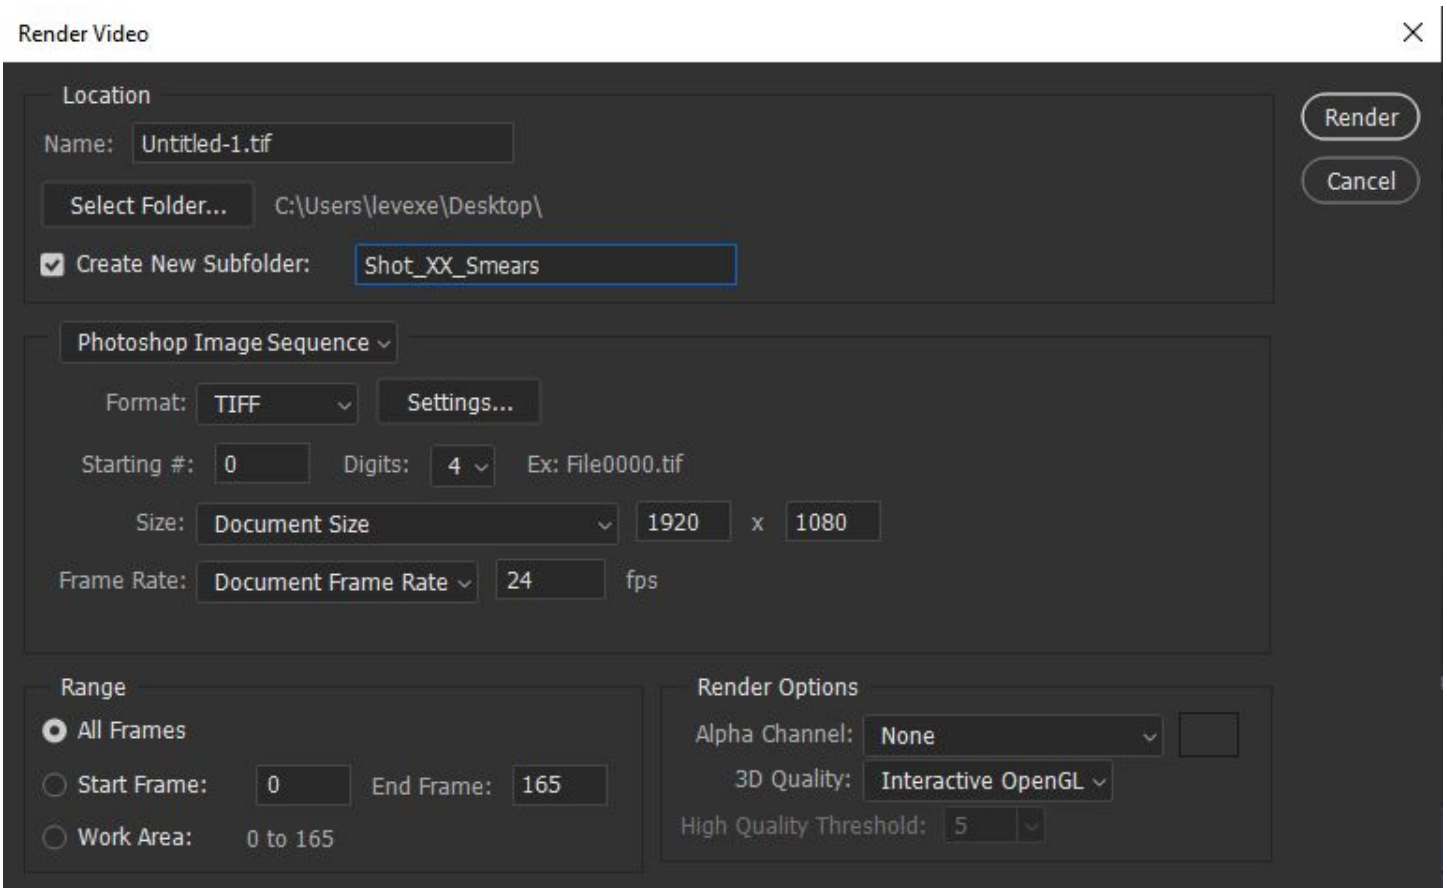 Render Video
Location
Name: Untitled-1.tif
Render
Select Folder... C:\Users\levexe\Desktop\
Cancel
Create New Subfolder: Shot_XX_Smears
Photoshop Image Sequence
Format: TIFF Settings...
Starting #: 0 Digits: 4 Ex: File0000.tif
Size: Document Size 1920 x 1080
Frame Rate: Document Frame Rate 24 fps
Range
All Frames
Start Frame: 0 End Frame: 165
Work Area: 0 to 165
Render Options
Alpha Channel: None
3D Quality: Interactive OpenGL
High Quality Threshold: 5